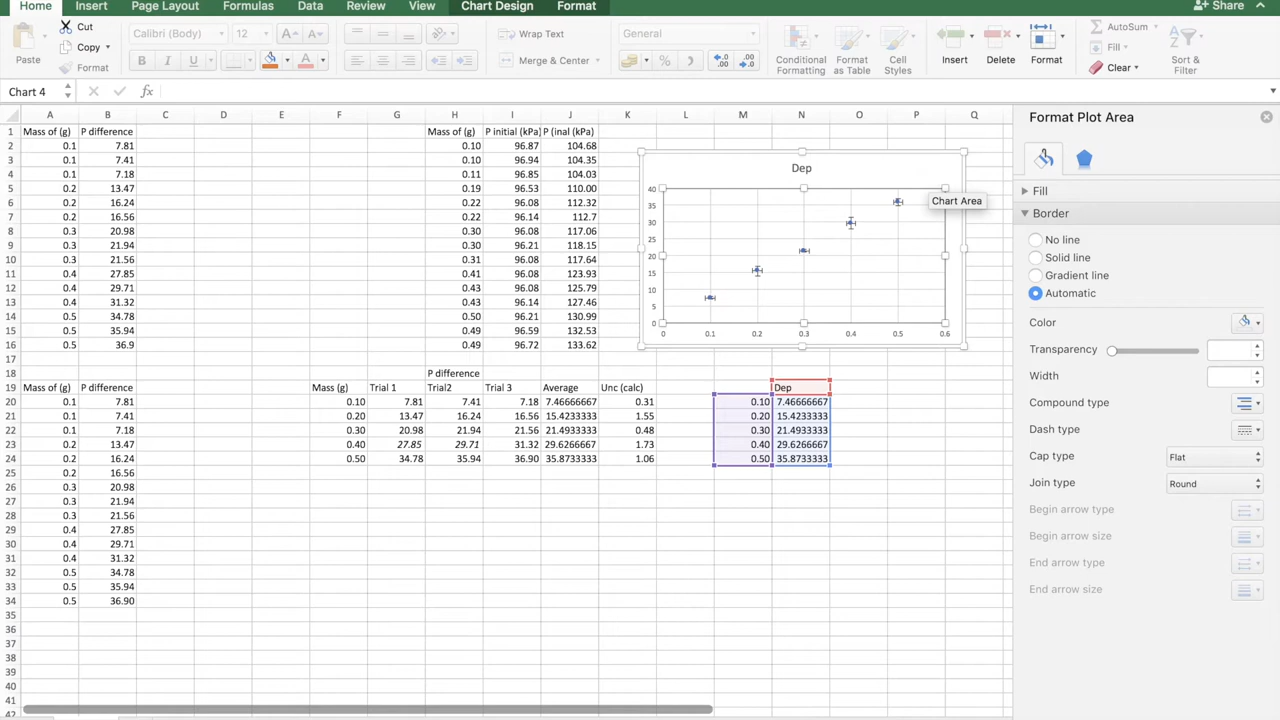 Home Insert Page Layout Formulas Data Review View Chart Design Format Share
Cut Calibri (Body) 12 Wrap Text General AutoSum
Copy Fill
Paste Format Merge & Center Conditional Formatting Format as Table Cell Styles Insert Delete Format Clear Sort & Filter
Chart 4 fx
A B C D E F G H I J K L M N O P Q
1 Mass of (g) P difference Mass of (g) P initial (kPa) P (inal (kPa)
2 0.1 7.81 0.10 96.87 104.68
3 0.1 7.41 0.10 96.94 104.35
4 0.1 7.18 0.11 96.85 104.03
5 0.2 13.47 0.19 96.53 110.00
6 0.2 16.24 0.22 96.08 112.32
7 0.2 16.56 0.22 96.14 112.7
8 0.3 20.98 0.30 96.08 117.06
9 0.3 21.94 0.30 96.21 118.15
10 0.3 21.56 0.31 96.08 117.64
11 0.4 27.85 0.41 96.08 123.93
12 0.4 29.71 0.43 96.08 125.79
13 0.4 31.32 0.43 96.14 127.46
14 0.5 34.78 0.50 96.21 130.99
15 0.5 35.94 0.49 96.59 132.53
16 0.5 36.9 0.49 96.72 133.62
17
18 P difference
19 Mass of (g) P difference Mass (g) Trial 1 Trial2 Trial 3 Average Unc (calc) Dep
20 0.1 7.81 0.10 7.81 7.41 7.18 7.46666667 0.31 0.10 7.46666667
21 0.1 7.41 0.20 13.47 16.24 16.56 15.4233333 1.55 0.20 15.4233333
22 0.1 7.18 0.30 20.98 21.94 21.56 21.4933333 0.48 0.30 21.4933333
23 0.2 13.47 0.40 27.85 29.71 31.32 29.6266667 1.73 0.40 29.6266667
24 0.2 16.24 0.50 34.78 35.94 36.90 35.8733333 1.06 0.50 35.8733333
25 0.2 16.56
26 0.3 20.98
27 0.3 21.94
28 0.3 21.56
29 0.4 27.85
30 0.4 29.71
31 0.4 31.32
32 0.5 34.78
33 0.5 35.94
34 0.5 36.90
35
36
37
38
39
40
41
42
Dep
40
35
30
25
20
15
10
5
0
0 0.1 0.2 0.3 0.4 0.5 0.6
Chart Area
Format Plot Area
Fill
Border
No line
Solid line
Gradient line
Automatic
Color
Transparency
Width
Compound type
Dash type
Cap type Flat
Join type Round
Begin arrow type
Begin arrow size
End arrow type
End arrow size